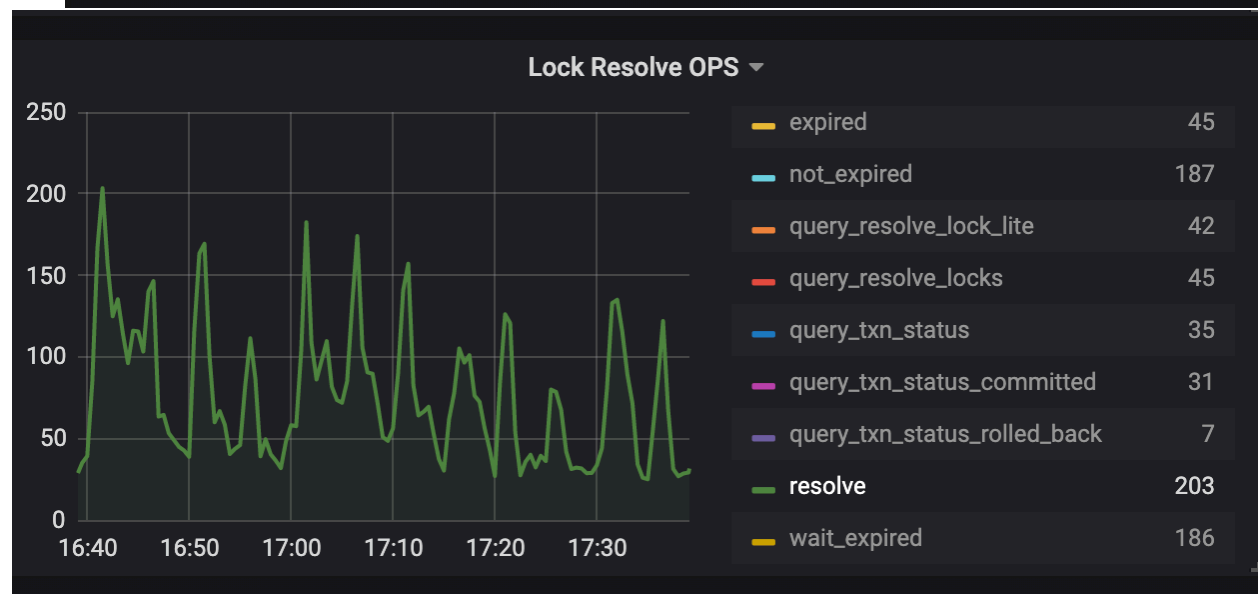 Lock Resolve OPS
250
200
150
100
50
0
16:40 16:50 17:00 17:10 17:20 17:30
expired 45
not_expired 187
query_resolve_lock_lite 42
query_resolve_locks 45
query_txn_status 35
query_txn_status_committed 31
query_txn_status_rolled_back 7
resolve 203
wait_expired 186